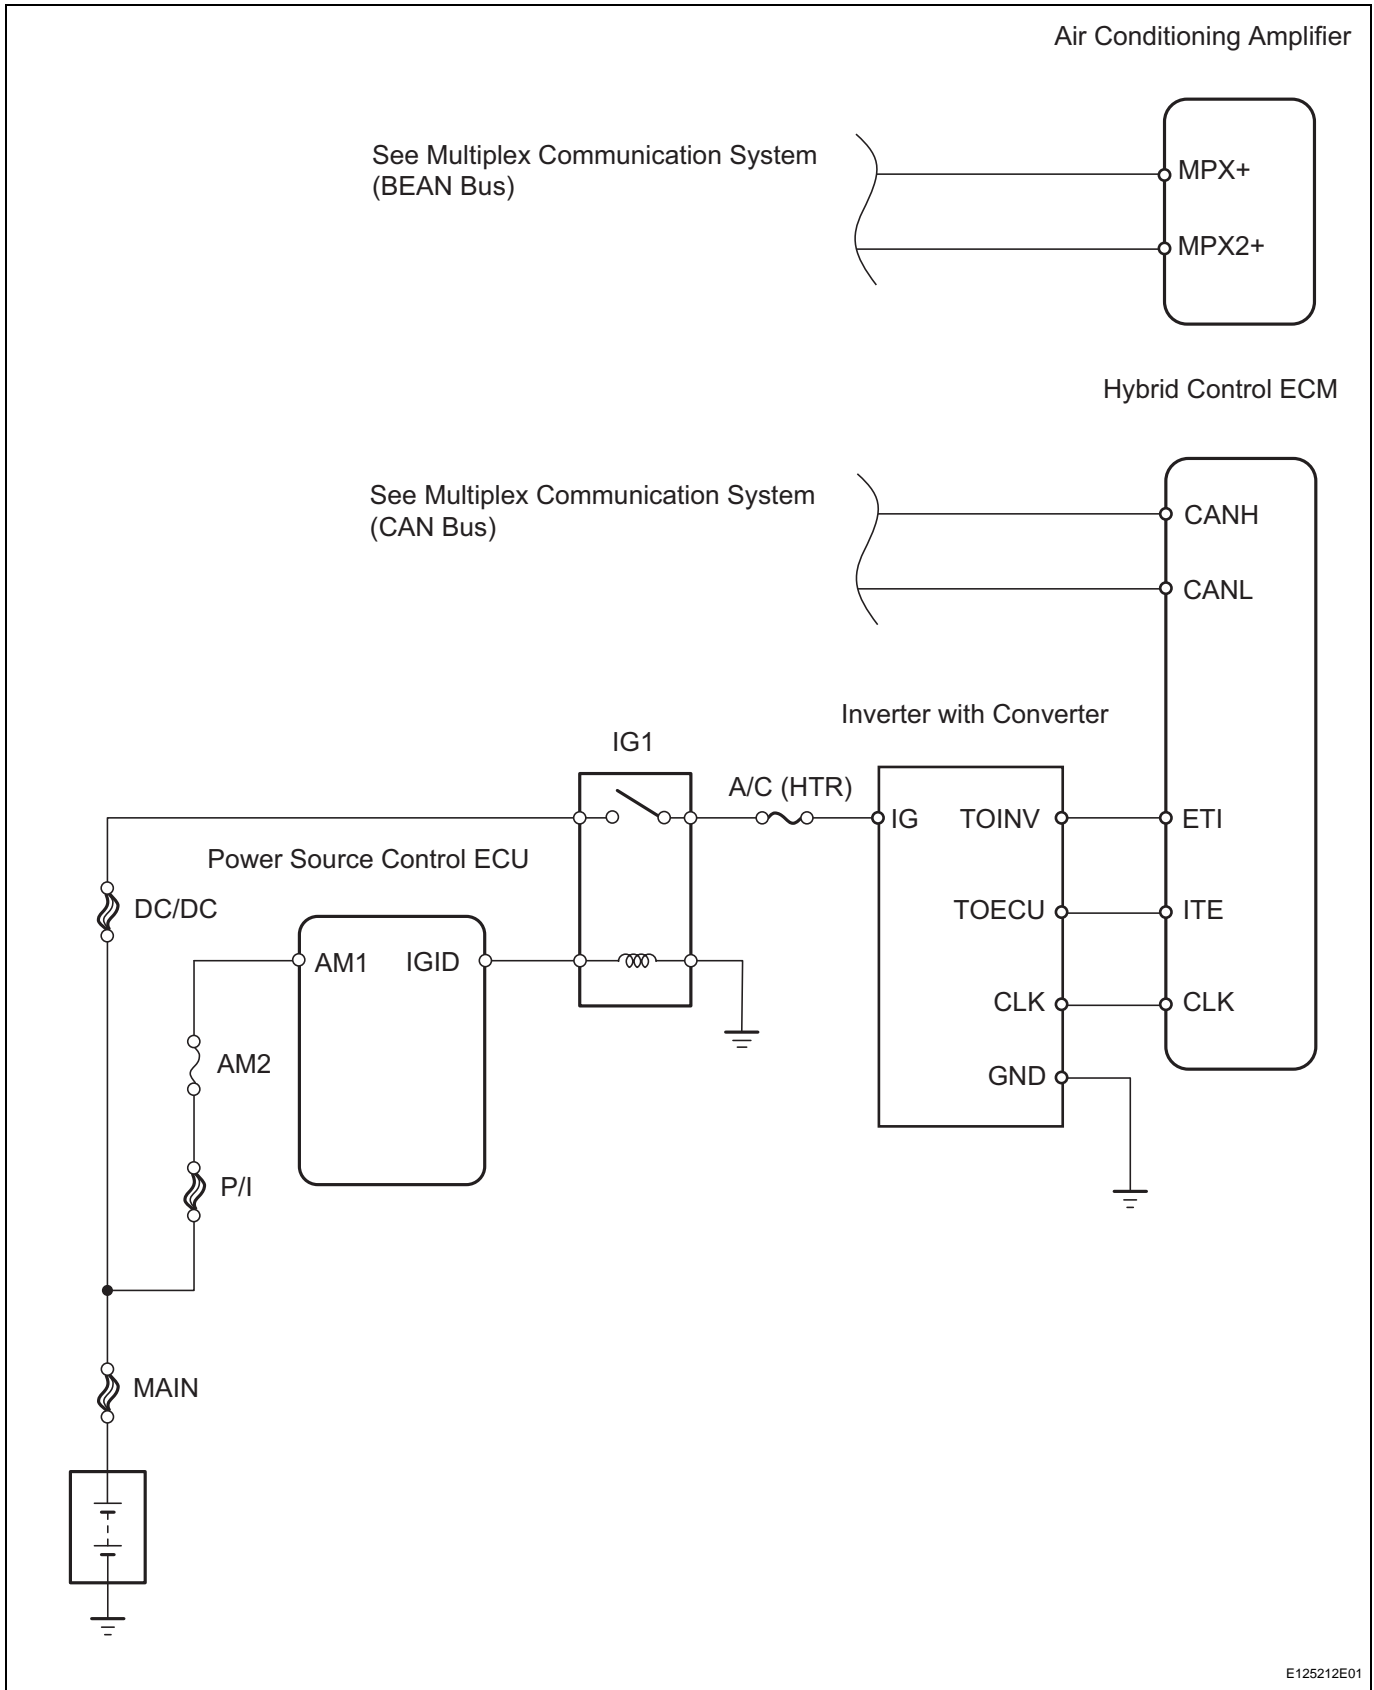 Air Conditioning Amplifier
See Multiplex Communication System
(BEAN Bus)
MPX+
MPX2+
Hybrid Control ECM
See Multiplex Communication System
(CAN Bus)
CANH
CANL
Inverter with Converter
IG1
A/C (HTR)
IG
TOINV
ETI
Power Source Control ECU
DC/DC
TOECU
ITE
AM1
IGID
CLK
CLK
AM2
GND
P/I
MAIN
E125212E01